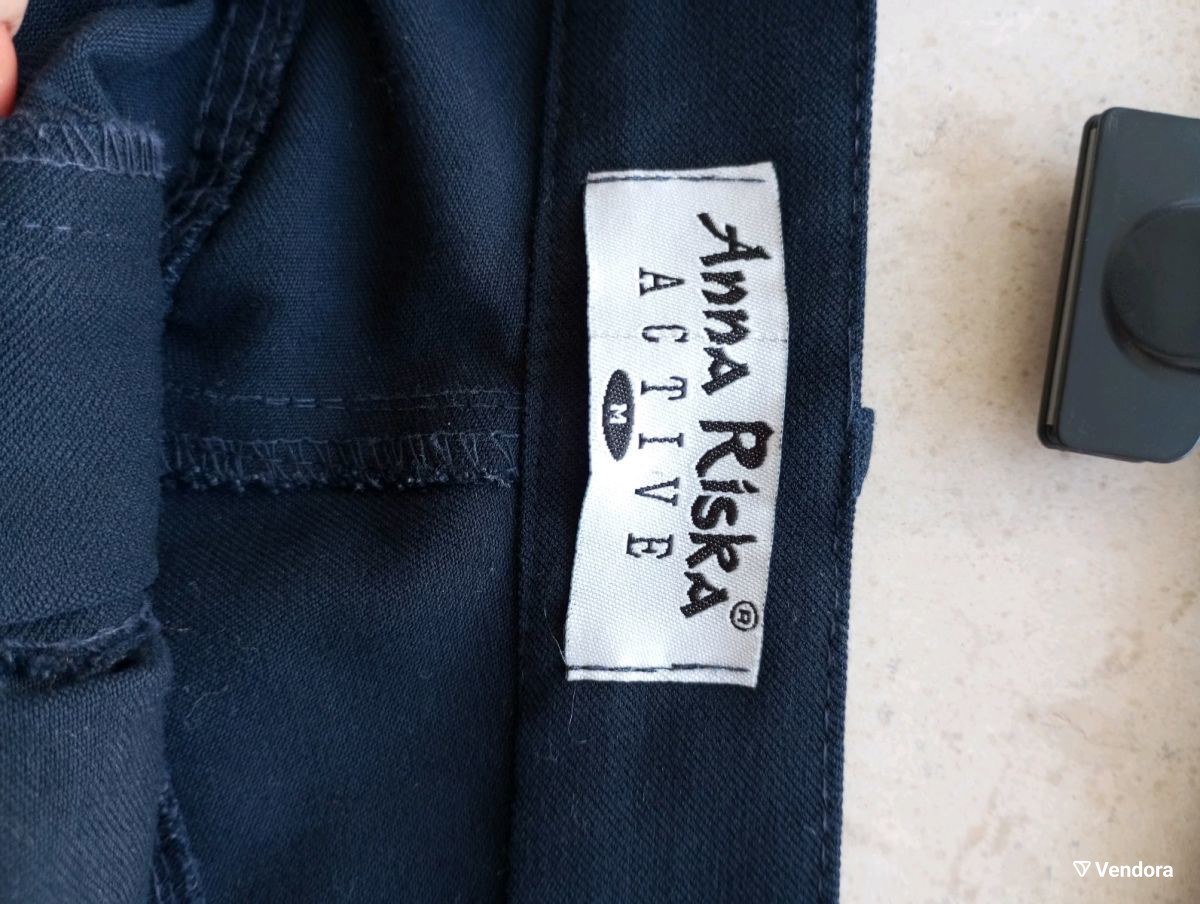 Anna Riska®
ACTIVE
M
Vendora